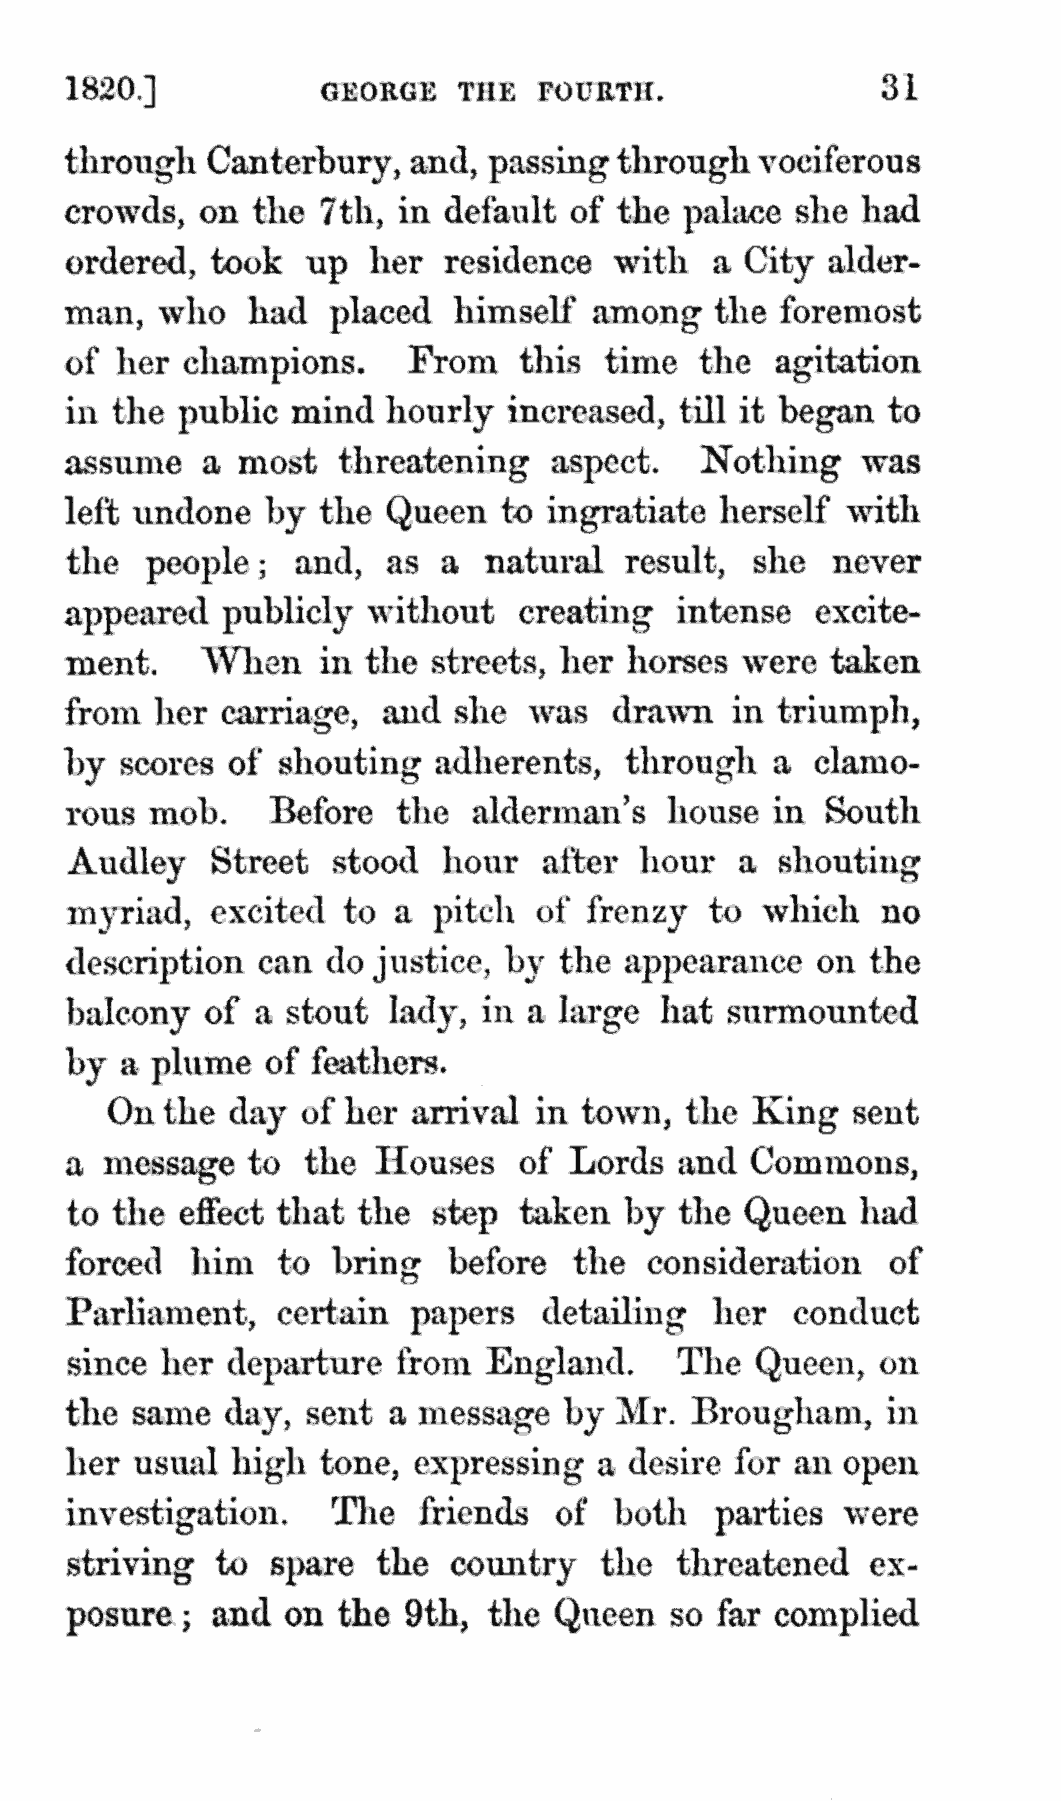 1820.] GEORGE THE FOURTH. 31
through Canterbury, and, passing through vociferous
crowds, on the 7th, in default of the palace she had
ordered, took up her residence with a City alder-
man, who had placed himself among the foremost
of her champions. From this time the agitation
in the public mind hourly increased, till it began to
assume a most threatening aspect. Nothing was
left undone by the Queen to ingratiate herself with
the people; and, as a natural result, she never
appeared publicly without creating intense excite-
ment. When in the streets, her horses were taken
from her carriage, and she was drawn in triumph,
by scores of shouting adherents, through a clamo-
rous mob. Before the alderman's house in South
Audley Street stood hour after hour a shouting
myriad, excited to a pitch of frenzy to which no
description can do justice, by the appearance on the
balcony of a stout lady, in a large hat surmounted
by a plume of feathers.
On the day of her arrival in town, the King sent
a message to the Houses of Lords and Commons,
to the effect that the step taken by the Queen had
forced him to bring before the consideration of
Parliament, certain papers detailing her conduct
since her departure from England. The Queen, on
the same day, sent a message by Mr. Brougham, in
her usual high tone, expressing a desire for an open
investigation. The friends of both parties were
striving to spare the country the threatened ex-
posure; and on the 9th, the Queen so far complied